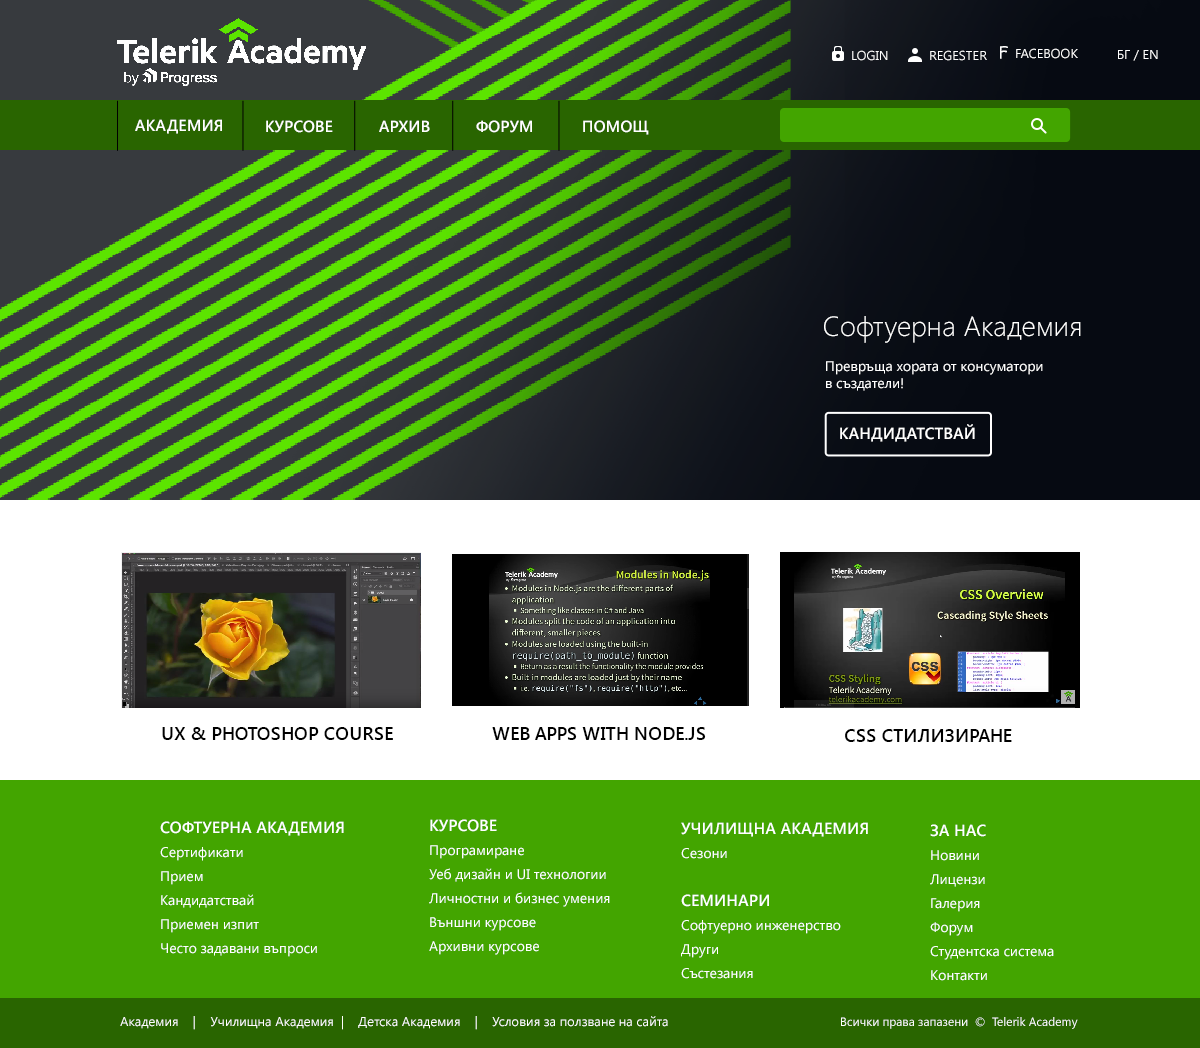 Telerik Academy
by Progress
LOGIN
REGESTER
FACEBOOK
БГ / EN
АКАДЕМИЯ
КУРСОВЕ
АРХИВ
ФОРУМ
ПОМОЩ
Софтуерна Академия
Превръща хората от консуматори
в създатели!
КАНДИДАТСТВАЙ
Telerik Academy
Modules in Node.js
Modules in Node.js are the different parts of
application
Something like classes in C# and Java
Modules split the code of an application into
different, smaller pieces
Modules are loaded using the built-in
require(path_to_module) function
Return as a result the functionality the module provides
Built-in modules are loaded just by their name
i.e. require("fs"), require("http"), etc...
Telerik Academy
CSS Overview
Cascading Style Sheets
CSS
CSS Styling
Telerik Academy
telerikacademy.com
UX & PHOTOSHOP COURSE
WEB APPS WITH NODE.JS
CSS СТИЛИЗИРАНЕ
СОФТУЕРНА АКАДЕМИЯ
Сертификати
Прием
Кандидатствай
Приемен изпит
Често задавани въпроси
КУРСОВЕ
Програмиране
Уеб дизайн и UI технологии
Личностни и бизнес умения
Външни курсове
Архивни курсове
УЧИЛИЩНА АКАДЕМИЯ
Сезони
СЕМИНАРИ
Софтуерно инженерство
Други
Състезания
ЗА НАС
Новини
Лицензи
Галерия
Форум
Студентска система
Контакти
Академия | Училищна Академия | Детска Академия | Условия за ползване на сайта
Всички права запазени © Telerik Academy